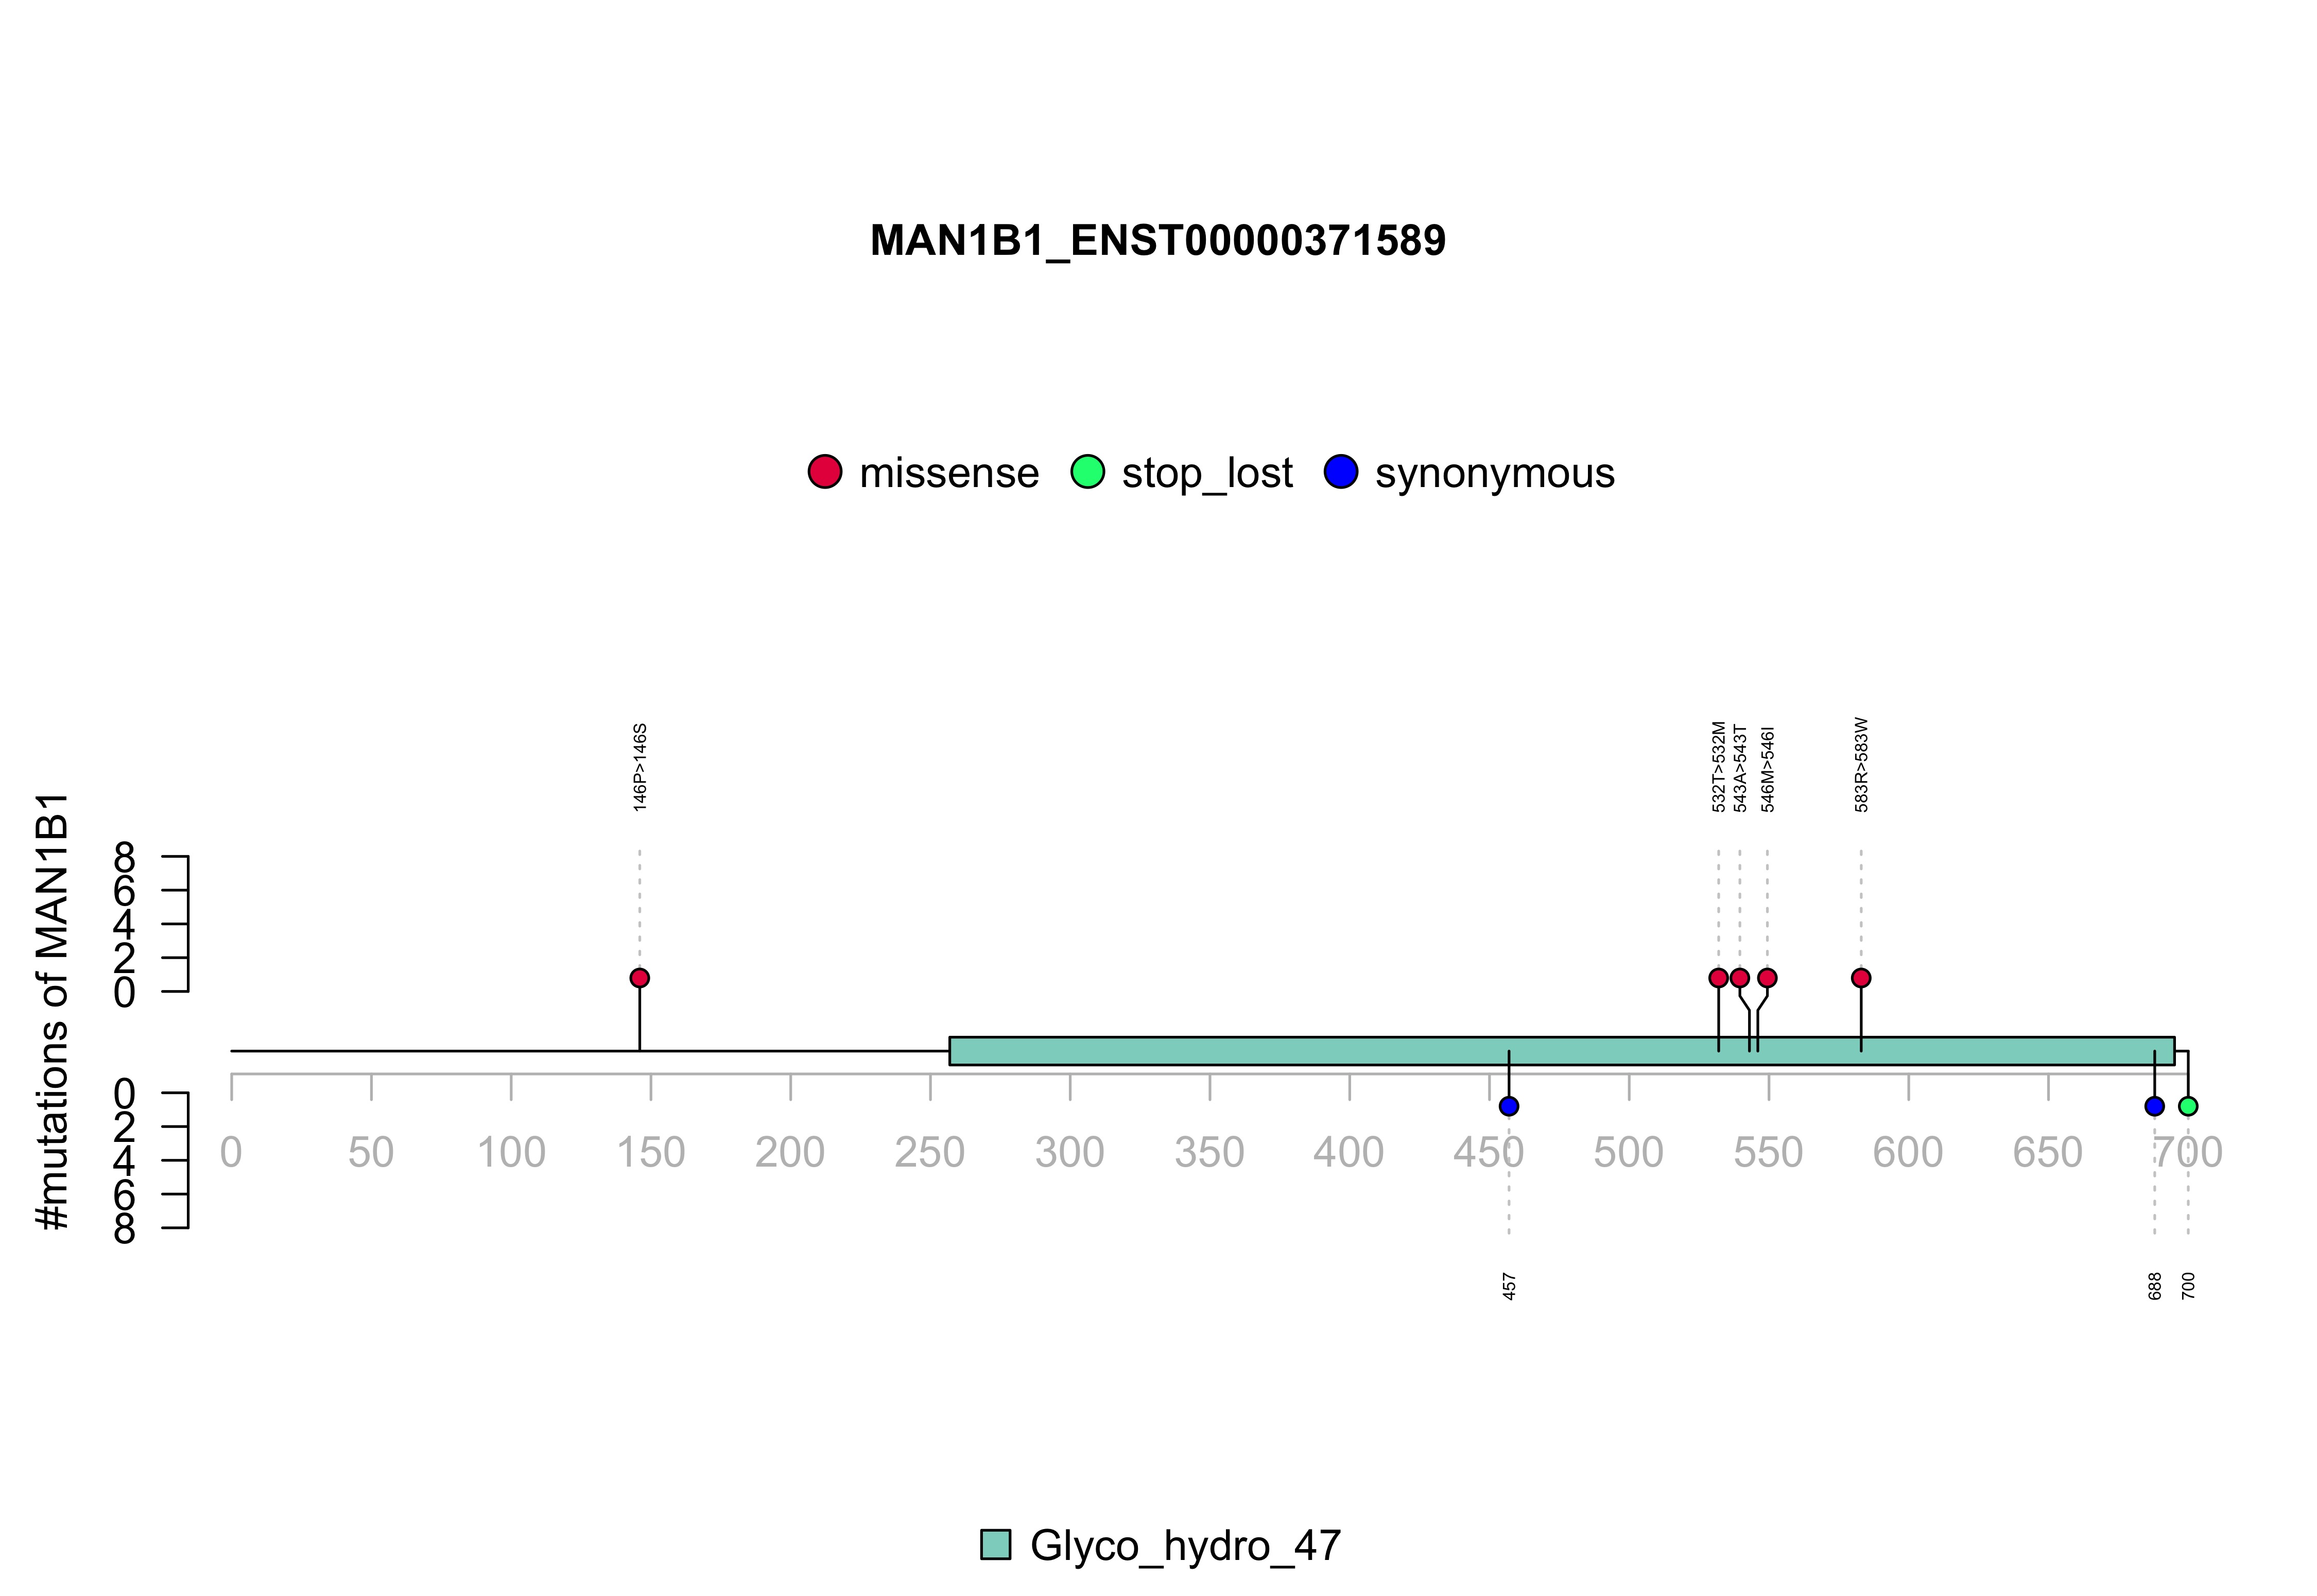 MAN1B1_ENST00000371589
missense stop_lost synonymous
146P>146S
532T>532M
543A>543T
546M>546I
583R>583W
#mutations of MAN1B1
8
6
4
2
0
0
2
4
6
8
0 50 100 150 200 250 300 350 400 450 500 550 600 650 700
457
688
700
Glyco_hydro_47